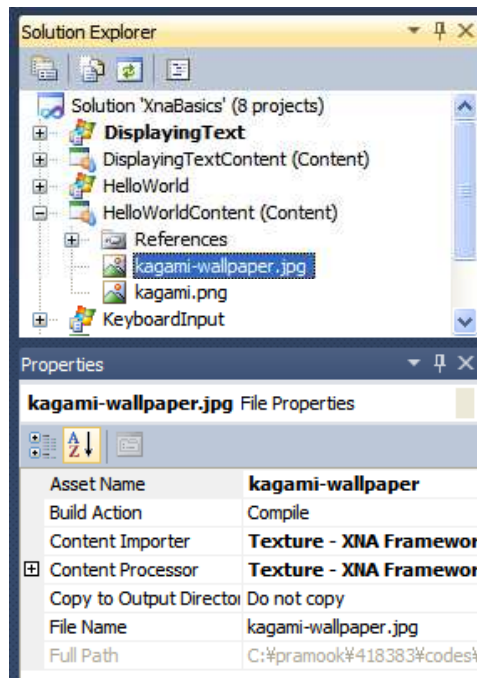 Solution Explorer
Solution 'XnaBasics' (8 projects)
DisplayingText
DisplayingTextContent (Content)
HelloWorld
HelloWorldContent (Content)
References
kagami-wallpaper.jpg
kagami.png
KeyboardInput
Properties
kagami-wallpaper.jpg File Properties
Asset Name kagami-wallpaper
Build Action Compile
Content Importer Texture - XNA Framewor
Content Processor Texture - XNA Framewor
Copy to Output Director Do not copy
File Name kagami-wallpaper.jpg
Full Path C:¥pramook¥418383¥codes¥